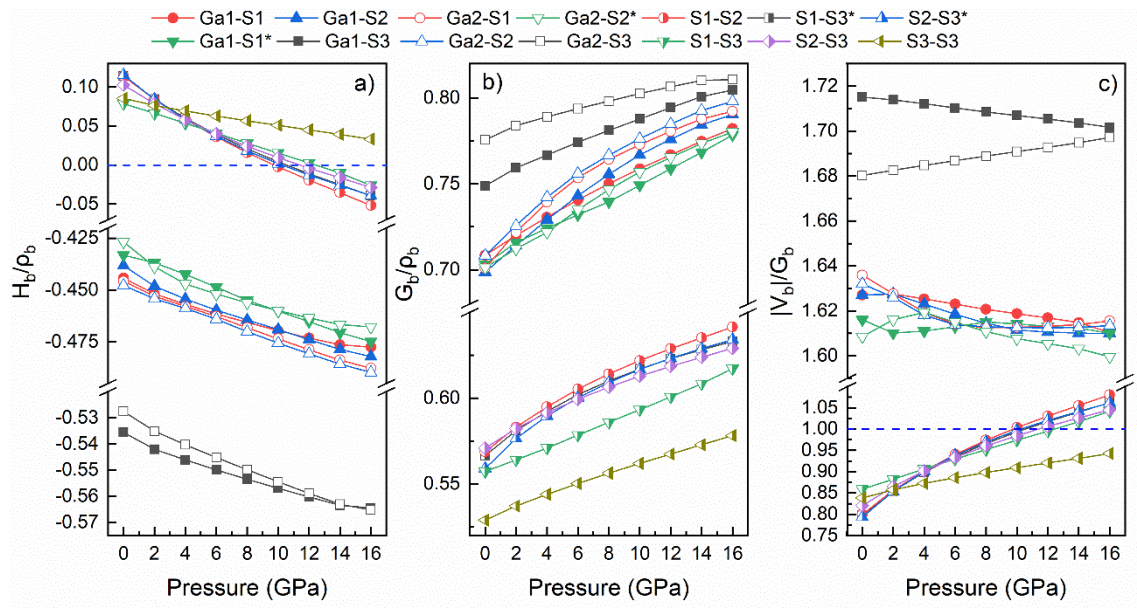 Ga1-S1 Ga1-S2 Ga2-S1 Ga2-S2* S1-S2 S1-S3* S2-S3*
Ga1-S1* Ga1-S3 Ga2-S2 Ga2-S3 S1-S3 S2-S3 S3-S3
a) b) c)
H_b/ρ_b
0.10
0.05
0.00
-0.05
-0.425
-0.450
-0.475
-0.53
-0.54
-0.55
-0.56
-0.57
0 2 4 6 8 10 12 14 16
Pressure (GPa)
G_b/ρ_b
0.80
0.75
0.70
0.60
0.55
0 2 4 6 8 10 12 14 16
Pressure (GPa)
|V_b|/G_b
1.72
1.70
1.68
1.66
1.64
1.62
1.60
1.05
1.00
0.95
0.90
0.85
0.80
0.75
0 2 4 6 8 10 12 14 16
Pressure (GPa)